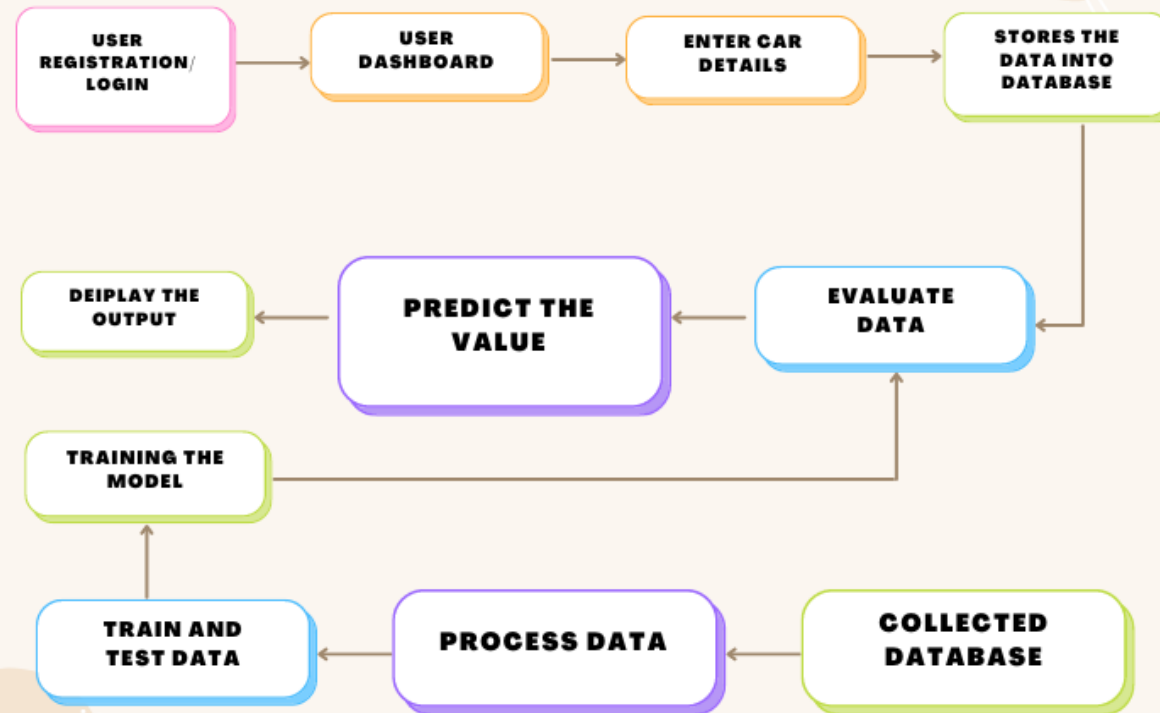 USER
REGISTRATION/
LOGIN
USER
DASHBOARD
ENTER CAR
DETAILS
STORES THE
DATA INTO
DATABASE
DEIPLAY THE
OUTPUT
PREDICT THE
VALUE
EVALUATE
DATA
TRAINING THE
MODEL
TRAIN AND
TEST DATA
PROCESS DATA
COLLECTED
DATABASE